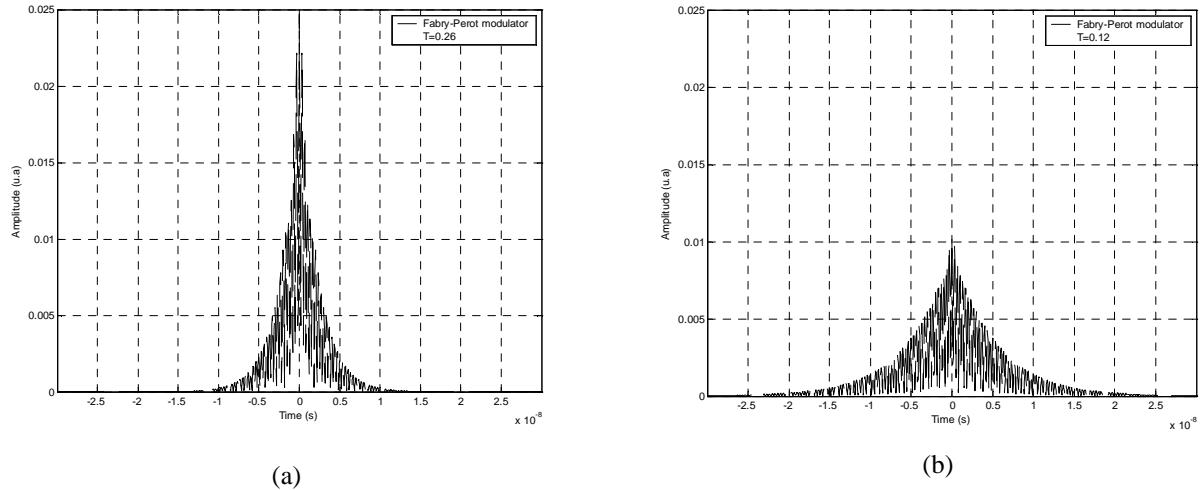 0.025
0.02
0.015
0.01
0.005
0
Amplitude (u.a)
Fabry-Perot modulator
T=0.26
-2.5 -2 -1.5 -1 -0.5 0 0.5 1 1.5 2 2.5
Time (s)
x 10-8
(a)
0.025
0.02
0.015
0.01
0.005
0
Amplitude (u.a)
Fabry-Perot modulator
T=0.12
-2.5 -2 -1.5 -1 -0.5 0 0.5 1 1.5 2 2.5
Time (s)
x 10-8
(b)